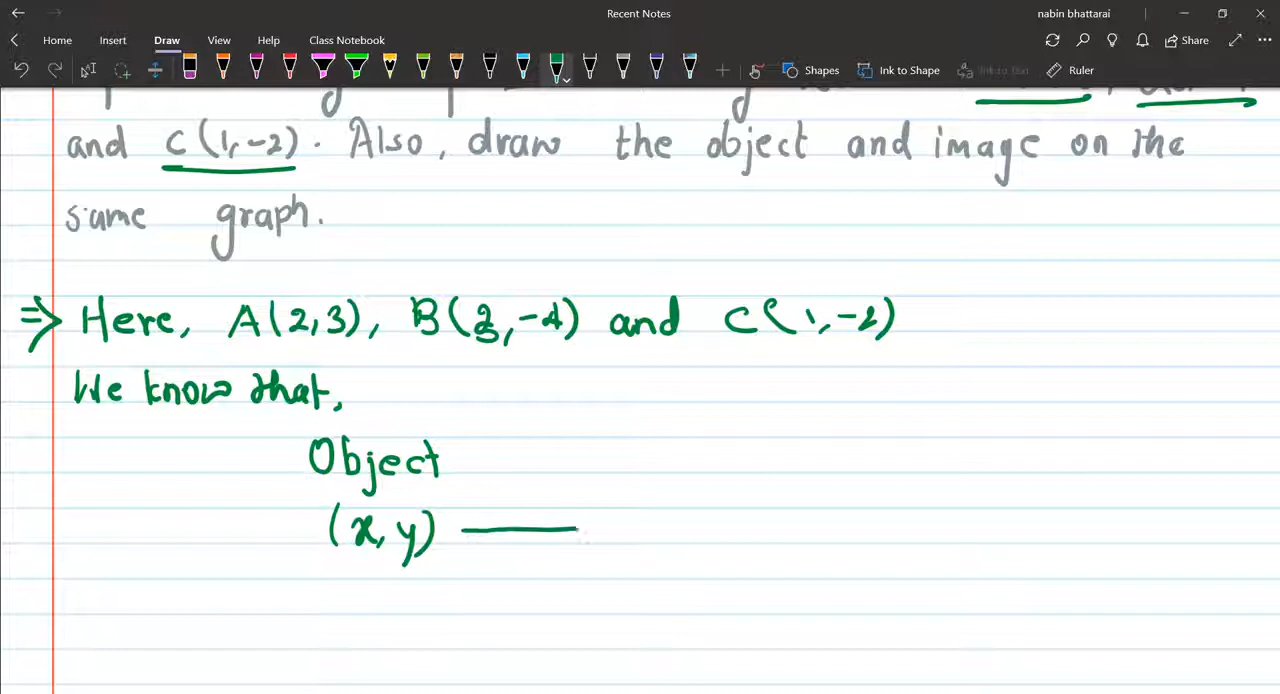 Recent Notes
nabin bhattarai
Home Insert Draw View Help Class Notebook
Share
Shapes Ink to Shape Ruler
and C(1,-2). Also, draw the object and image on the
same graph.
⇒ Here, A(2,3), B(3,-4) and C(1,-2)
We know that,
Object
(x,y)